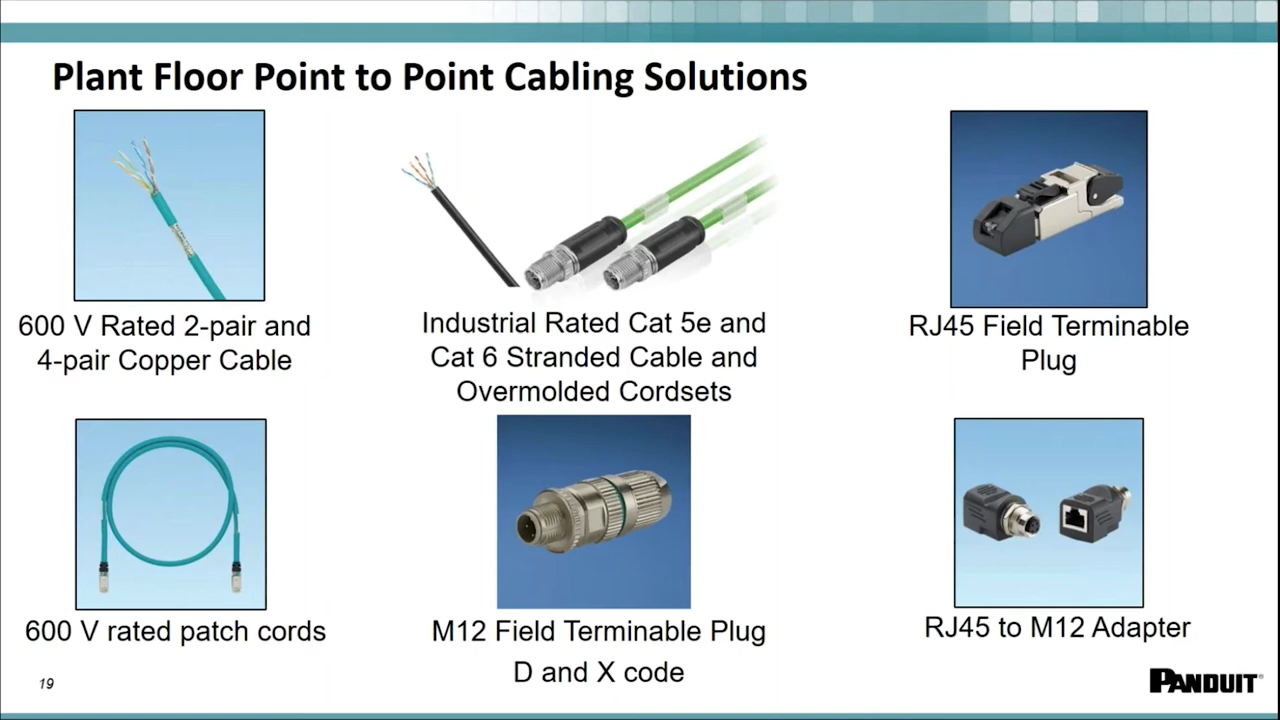 Plant Floor Point to Point Cabling Solutions
600 V Rated 2-pair and
4-pair Copper Cable
Industrial Rated Cat 5e and
Cat 6 Stranded Cable and
Overmolded Cordsets
RJ45 Field Terminable
Plug
600 V rated patch cords
M12 Field Terminable Plug
D and X code
RJ45 to M12 Adapter
19
PANDUIT®